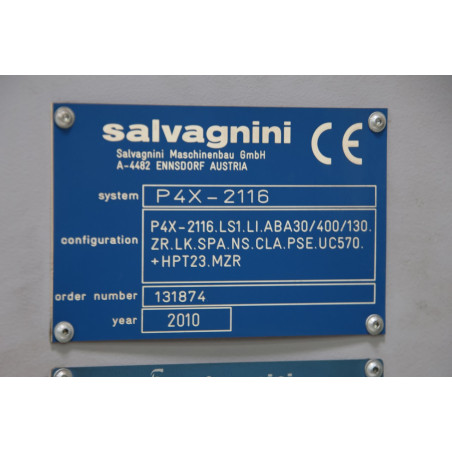 salvagnini CE
Salvagnini Maschinenbau GmbH
A-4482 ENNSDORF AUSTRIA
system P4X-2116
P4X-2116.LS1.LI.ABA30/400/130.
configuration ZR.LK.SPA.NS.CLA.PSE.UC570.
+HPT23.MZR
order number 131874
year 2010